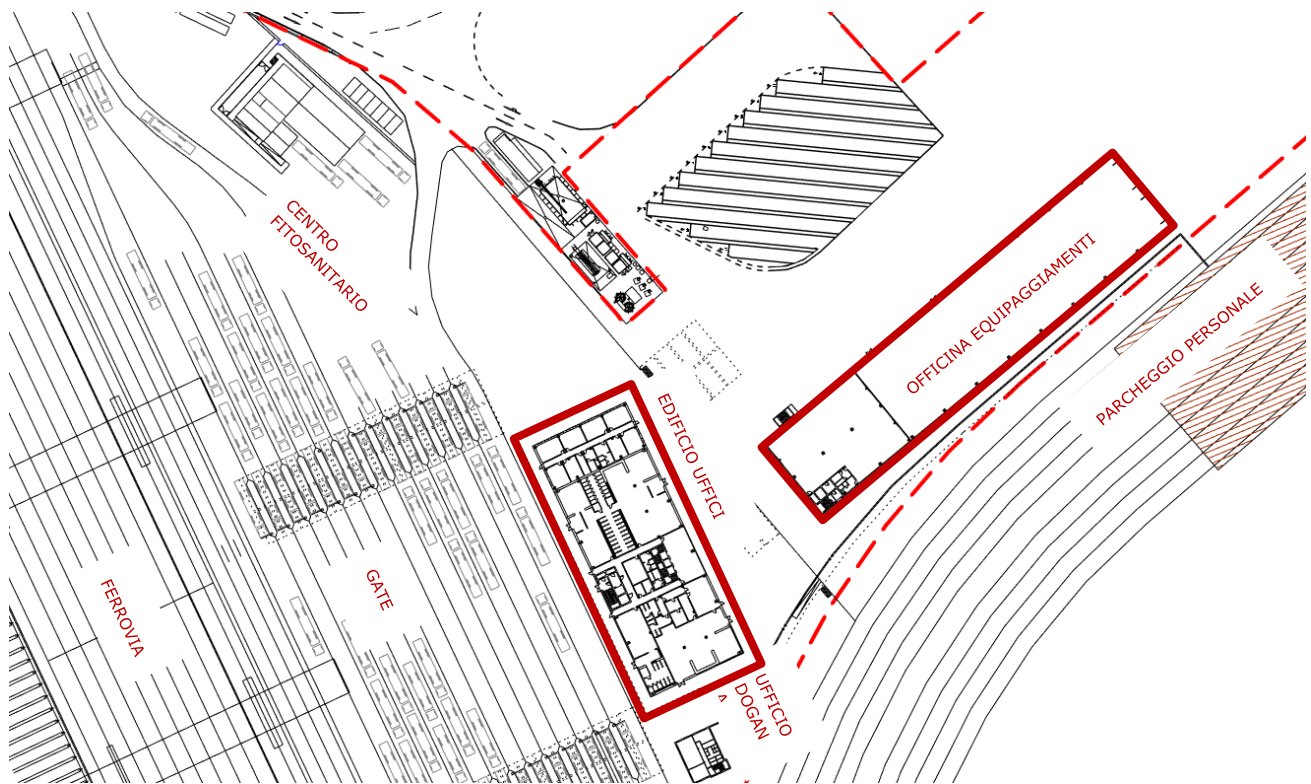 CENTRO
FITOSANITARIO
EDIFICIO UFFICI
OFFICINA EQUIPAGGIAMENTI
PARCHEGGIO PERSONALE
GATE
FERROVIA
UFFICIO
DOGAN